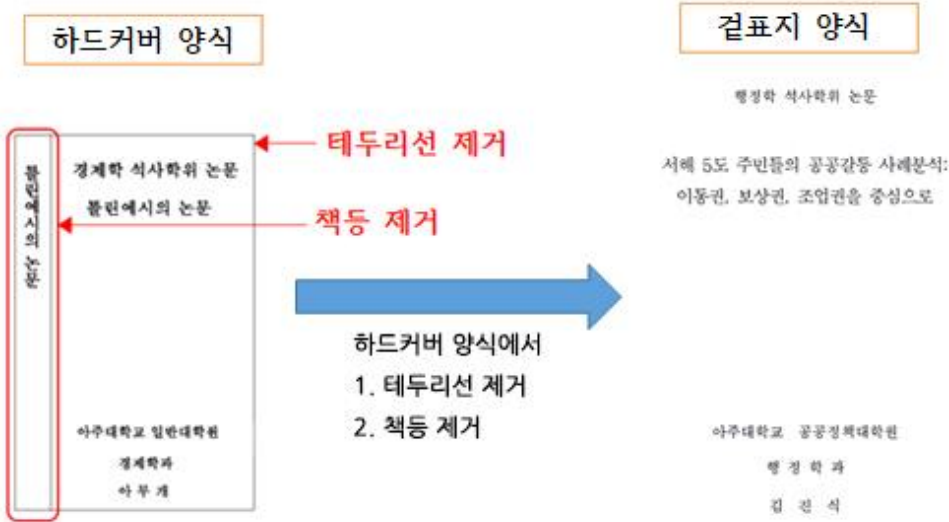 하드커버 양식
겉표지 양식
행정학 석사학위 논문
테두리선 제거
경제학 석사학위 논문
틀린예시의 논문
서해 5도 주민들의 공공갈등 사례분석:
이동권, 보상권, 조업권을 중심으로
틀린예시의 논문
책등 제거
하드커버 양식에서
1. 테두리선 제거
2. 책등 제거
아주대학교 일반대학원
경제학과
아무개
아주대학교 공공정책대학원
행 정 학 과
김 진 식